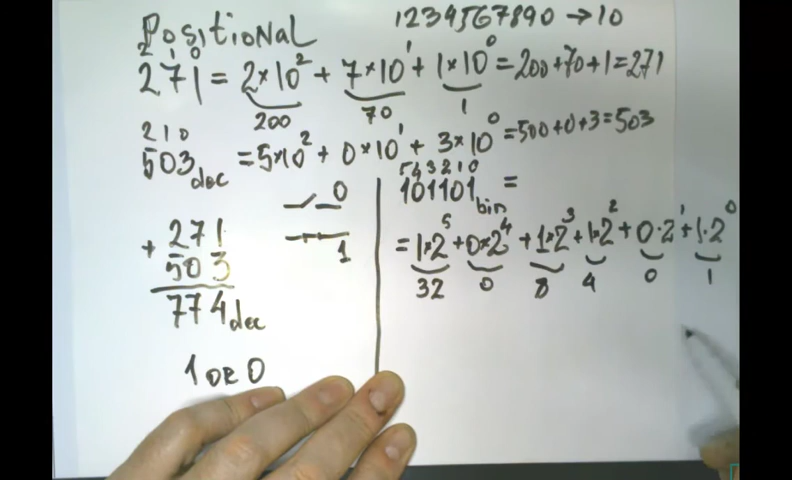 POSITIONAL
1234567890 → 10
2 1 0
271 = 2×10² + 7×10¹ + 1×10⁰ = 200+70+1 = 271
200 70 1
2 1 0
503dec = 5×10² + 0×10¹ + 3×10⁰ = 500+0+3 = 503
+ 271
503
774dec
1 OR 0
0
1
5 4 3 2 1 0
101101bin =
= 1×2⁵ + 0×2⁴ + 1×2³ + 1×2² + 0·2¹ + 1·2⁰
32 0 8 4 0 1